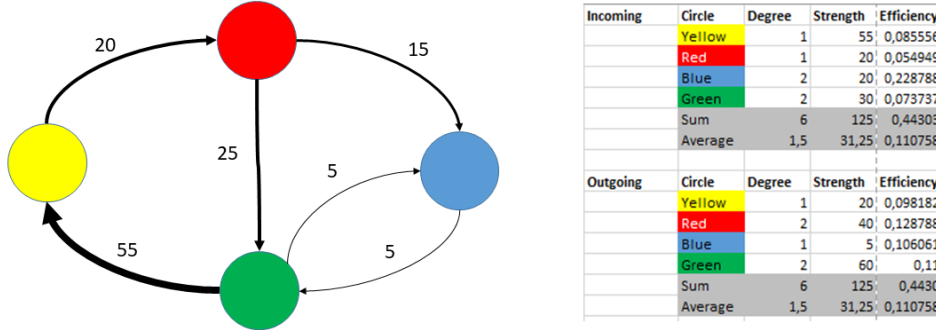 20
15
25
5
55
5
Incoming Circle Degree Strength Efficiency
Yellow 1 55 0,085556
Red 1 20 0,054949
Blue 2 20 0,228788
Green 2 30 0,073737
Sum 6 125 0,44303
Average 1,5 31,25 0,110758
Outgoing Circle Degree Strength Efficiency
Yellow 1 20 0,098182
Red 2 40 0,128788
Blue 1 5 0,106061
Green 2 60 0,11
Sum 6 125 0,4430
Average 1,5 31,25 0,110758